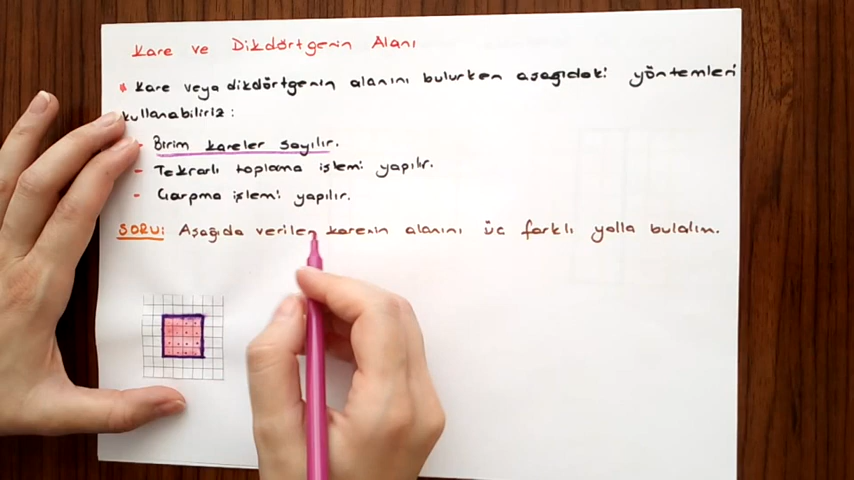 Kare ve Dikdörtgenin Alanı
* Kare veya dikdörtgenin alanını bulurken aşağıdaki yöntemleri
kullanabiliriz:
- Birim kareler sayılır.
- Tekrarlı toplama işlemi yapılır.
- Çarpma işlemi yapılır.
SORU: Aşağıda verilen karenin alanını üç farklı yolla bulalım.